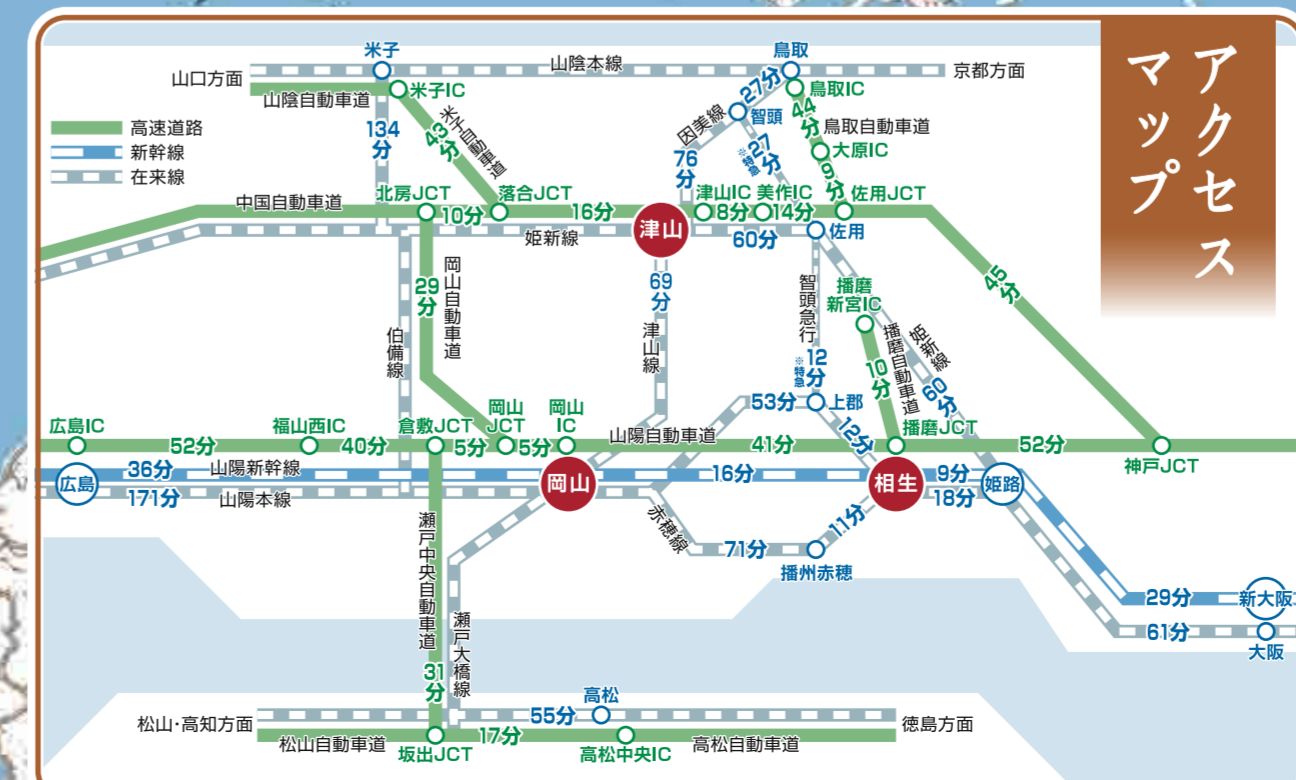 アクセス
マップ
高速道路
新幹線
在来線
米子
鳥取
山口方面
山陰本線
京都方面
山陰自動車道
米子IC
鳥取IC
27分
智頭
44分
鳥取自動車道
因美線
134分
43分
米子自動車道
※特急
27分
大原IC
9分
76分
中国自動車道
北房JCT
落合JCT
津山IC
美作IC
佐用JCT
10分
16分
8分
14分
津山
姫新線
60分
佐用
45分
29分
岡山自動車道
伯備線
69分
津山線
智頭急行
播磨
新宮IC
姫新線
60分
10分
播磨自動車道
※特急
12分
53分
上郡
12分
広島IC
福山西IC
倉敷JCT
岡山
JCT
岡山
IC
山陽自動車道
播磨JCT
52分
40分
5分
5分
41分
52分
神戸JCT
広島
36分
山陽新幹線
岡山
16分
相生
9分
姫路
171分
山陽本線
18分
赤穂線
71分
11分
播州赤穂
29分
新大阪
61分
大阪
瀬戸中央自動車道
瀬戸大橋線
31分
高松
松山・高知方面
55分
徳島方面
松山自動車道
坂出JCT
17分
高松中央IC
高松自動車道